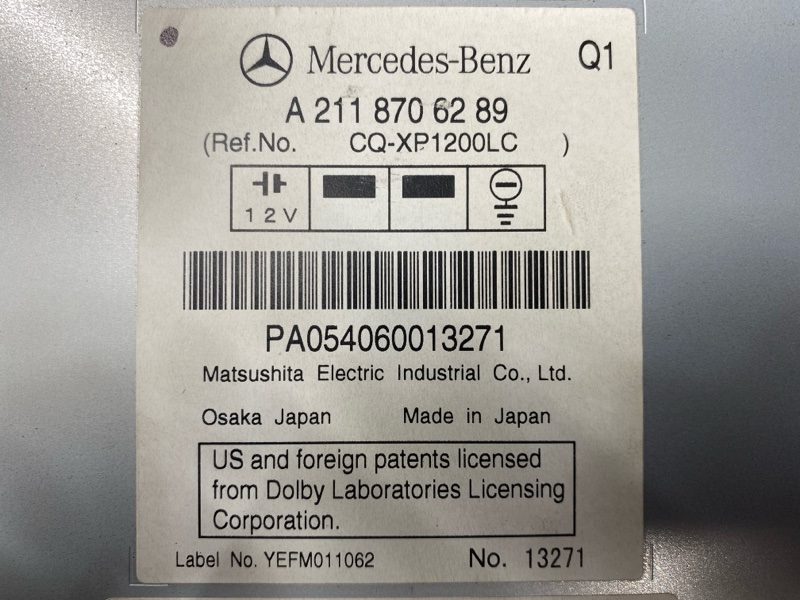 Mercedes-Benz Q1
A 211 870 62 89
(Ref.No. CQ-XP1200LC )
12V
PA054060013271
Matsushita Electric Industrial Co., Ltd.
Osaka Japan Made in Japan
US and foreign patents licensed
from Dolby Laboratories Licensing
Corporation.
Label No. YEFM011062 No. 13271